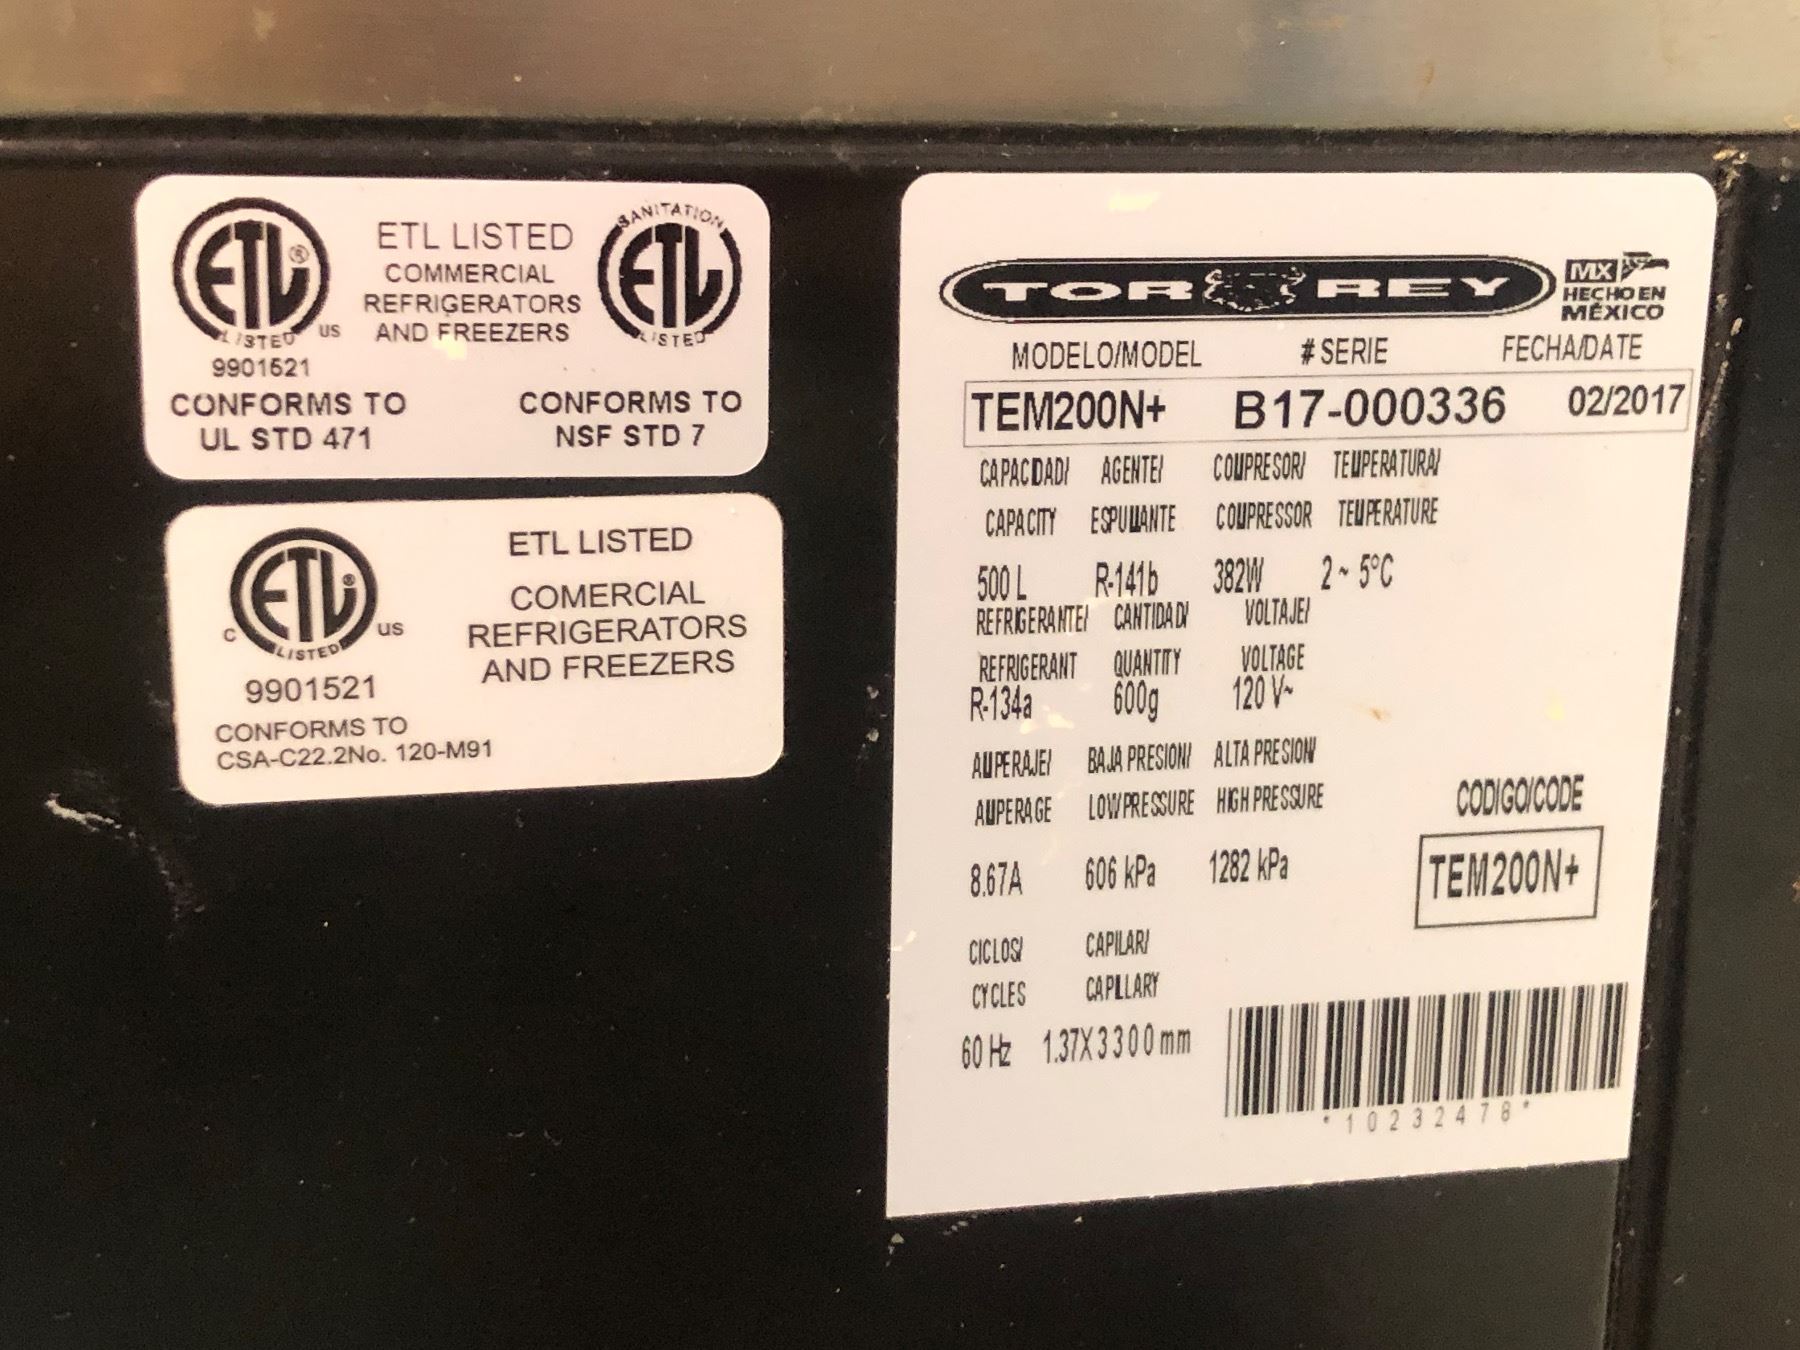 ETL® LISTED US
9901521
ETL LISTED
COMMERCIAL
REFRIGERATORS
AND FREEZERS
SANITATION ETL LISTED
CONFORMS TO
UL STD 471
CONFORMS TO
NSF STD 7
C ETL® LISTED US
9901521
ETL LISTED
COMERCIAL
REFRIGERATORS
AND FREEZERS
CONFORMS TO
CSA-C22.2No. 120-M91
TOR REY
MX
HECHO EN
MÉXICO
MODELO/MODEL # SERIE FECHA/DATE
TEM200N+ B17-000336 02/2017
CAPACIDAD/ AGENTE/ COMPRESOR/ TEMPERATURA/
CAPACITY ESPUMANTE COMPRESSOR TEMPERATURE
500 L R-141b 382W 2 ~ 5°C
REFRIGERANTE/ CANTIDAD/ VOLTAJE/
REFRIGERANT QUANTITY VOLTAGE
R-134a 600g 120 V~
AMPERAJE/ BAJA PRESION/ ALTA PRESION/
AMPERAGE LOW PRESSURE HIGH PRESSURE
8.67A 606 kPa 1282 kPa
CODIGO/CODE
TEM200N+
CICLOS/ CAPILAR/
CYCLES CAPILLARY
60 Hz 1.37X3300mm
*10232478*